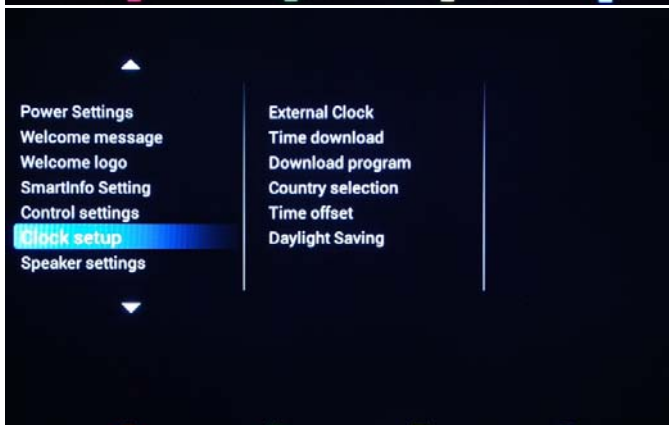 Power Settings
Welcome message
Welcome logo
SmartInfo Setting
Control settings
Clock setup
Speaker settings
External Clock
Time download
Download program
Country selection
Time offset
Daylight Saving